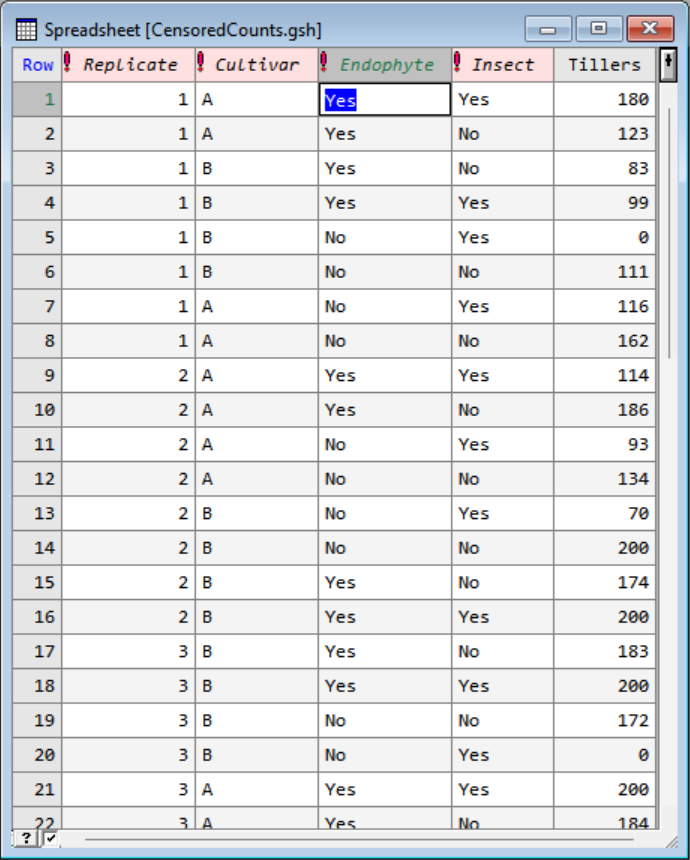 Spreadsheet [CensoredCounts.gsh]
Row ! Replicate ! Cultivar ! Endophyte ! Insect Tillers
1 1 A Yes Yes 180
2 1 A Yes No 123
3 1 B Yes No 83
4 1 B Yes Yes 99
5 1 B No Yes 0
6 1 B No No 111
7 1 A No Yes 116
8 1 A No No 162
9 2 A Yes Yes 114
10 2 A Yes No 186
11 2 A No Yes 93
12 2 A No No 134
13 2 B No Yes 70
14 2 B No No 200
15 2 B Yes No 174
16 2 B Yes Yes 200
17 3 B Yes No 183
18 3 B Yes Yes 200
19 3 B No No 172
20 3 B No Yes 0
21 3 A Yes Yes 200
22 3 A Yes No 184
?